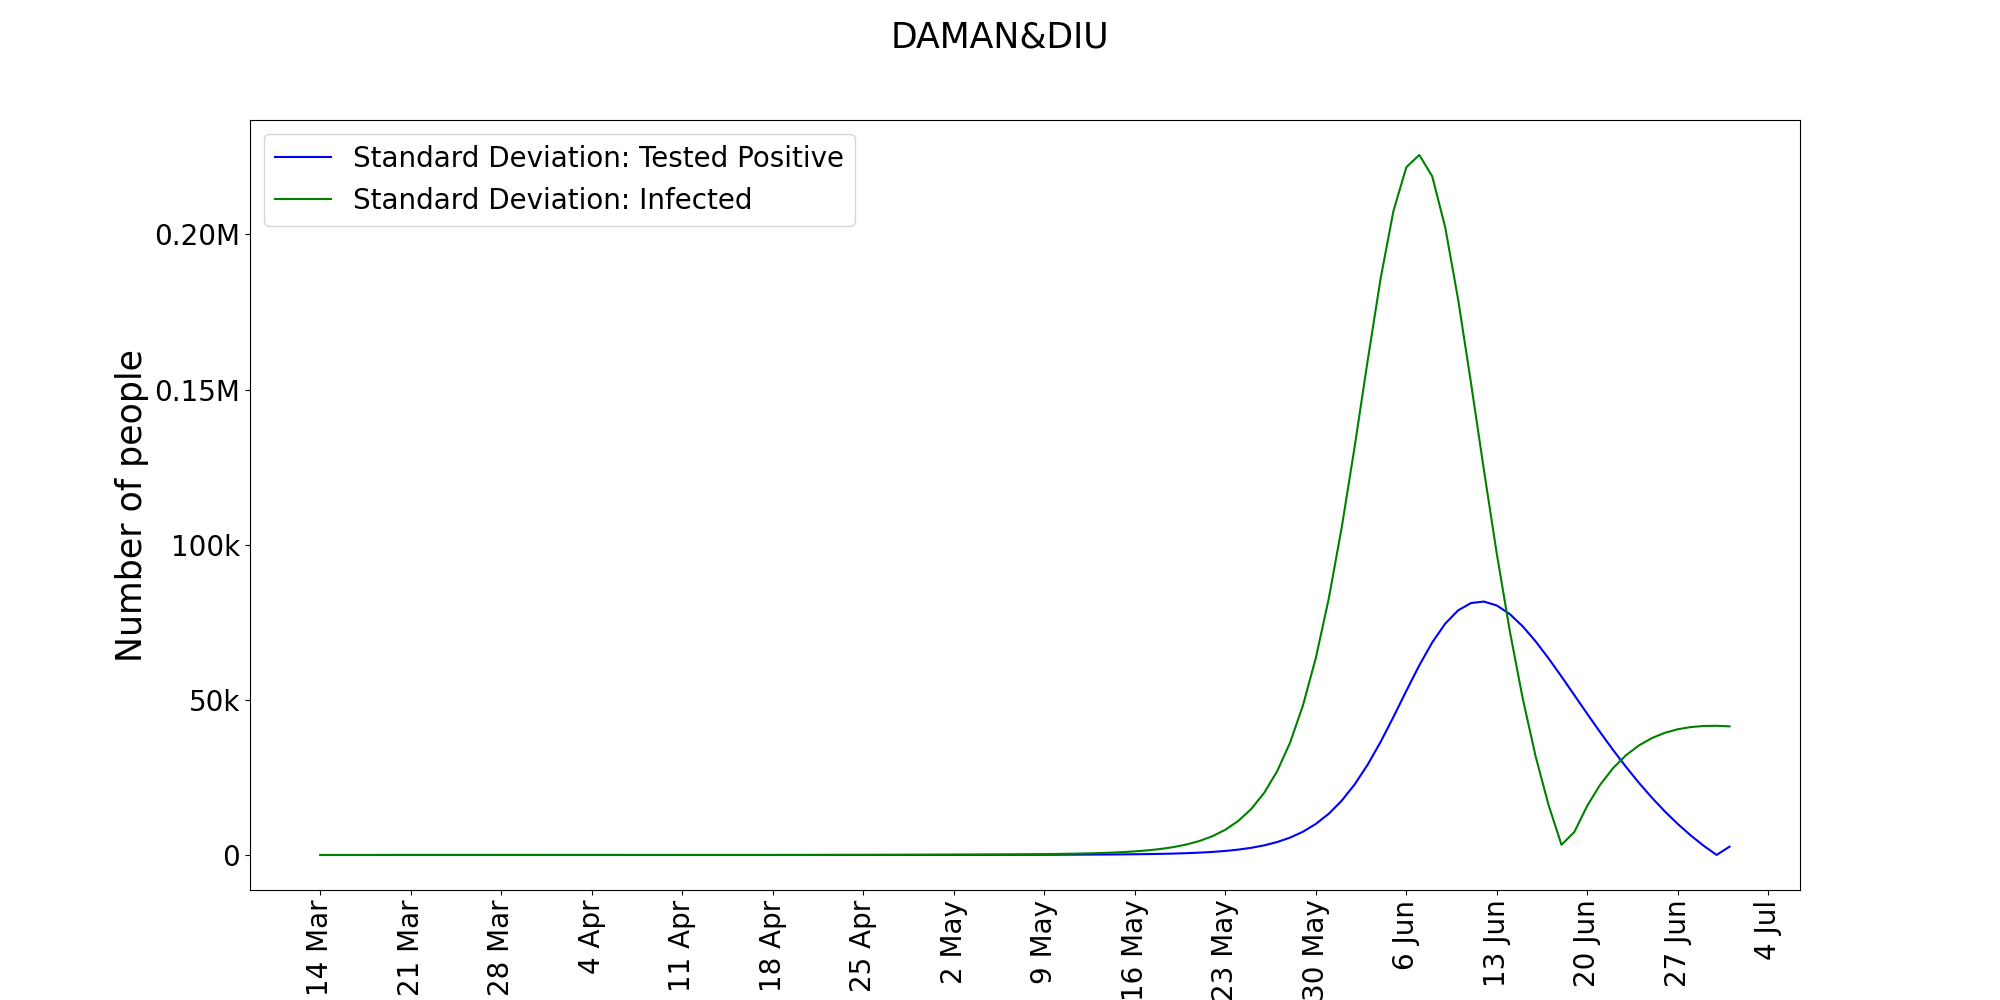 DAMAN&DIU
Standard Deviation: Tested Positive
Standard Deviation: Infected
Number of people
0.20M
0.15M
100k
50k
0
14 Mar
21 Mar
28 Mar
4 Apr
11 Apr
18 Apr
25 Apr
2 May
9 May
16 May
23 May
30 May
6 Jun
13 Jun
20 Jun
27 Jun
4 Jul